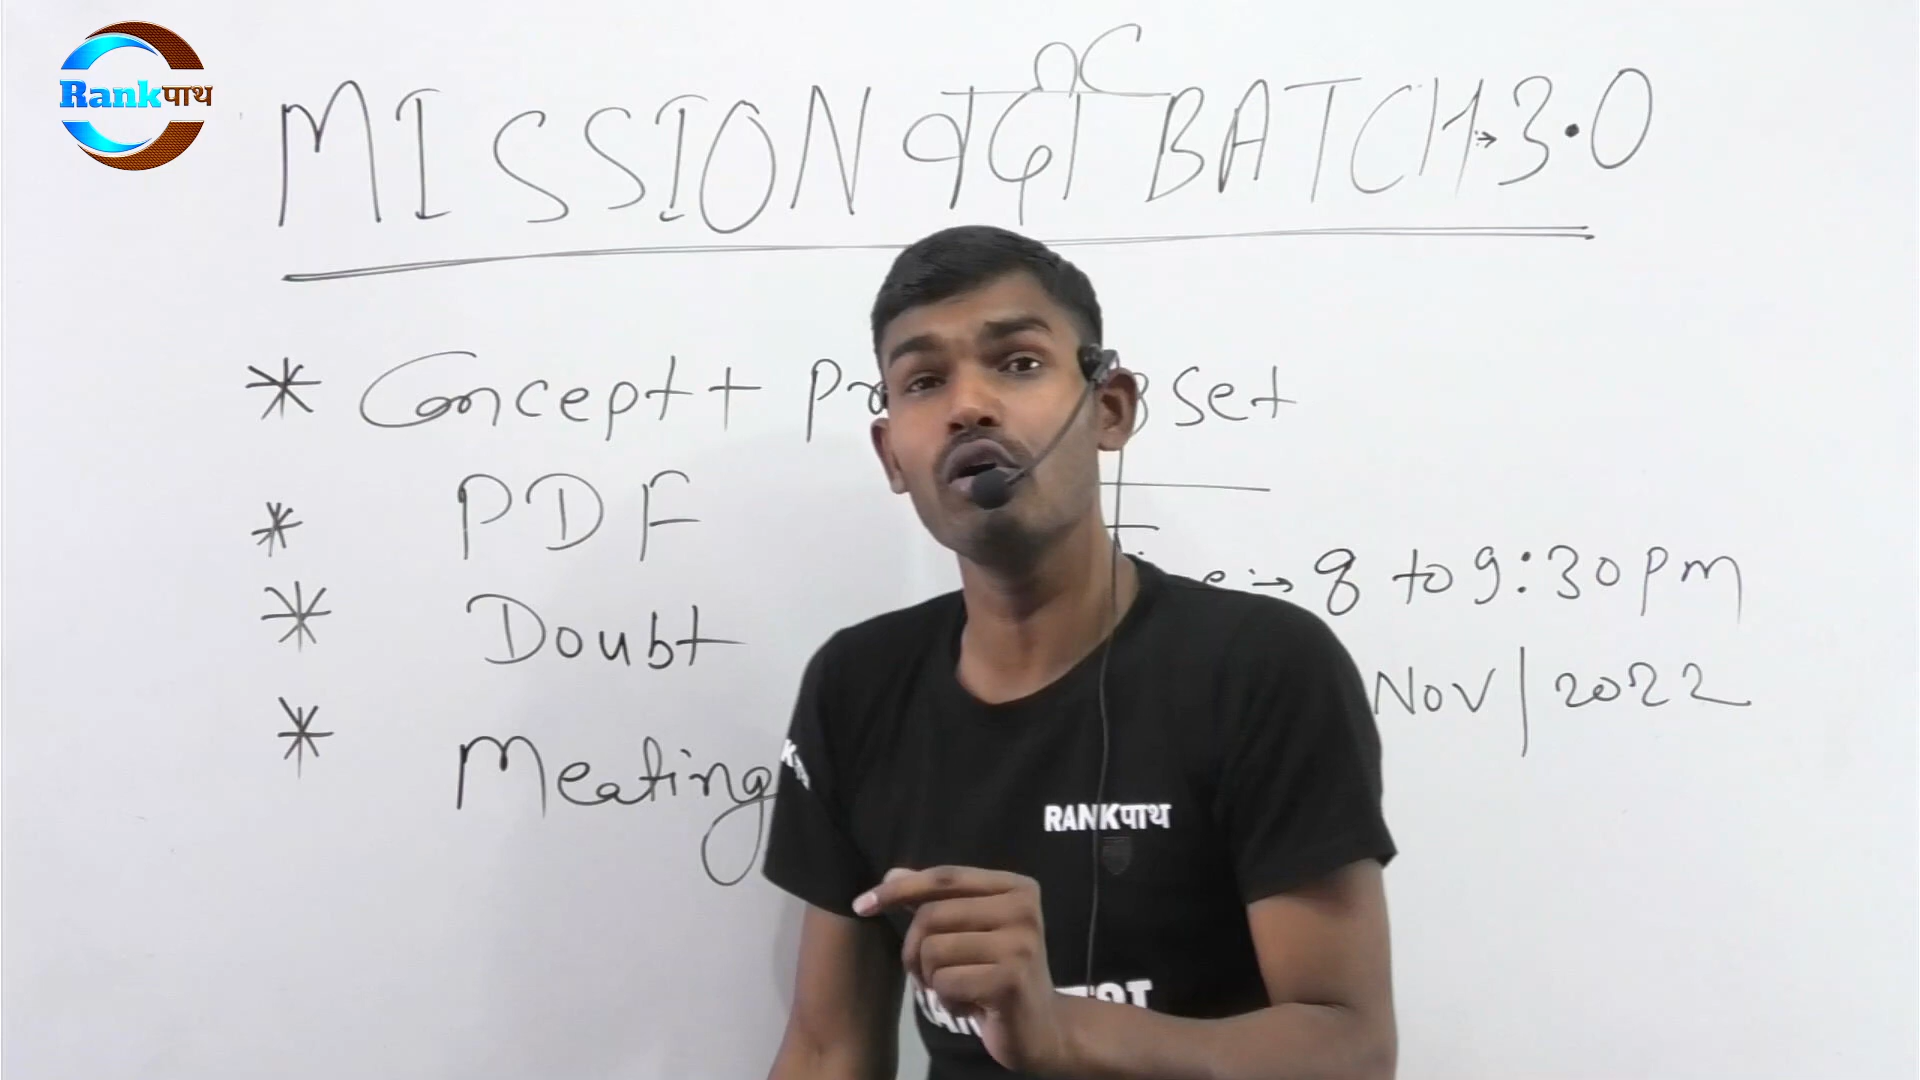 Rankपाथ
MISSION वर्दी BATCH → 3.0
* Concept + set
* PDF
* Doubt
→ 8 to 9:30 pm
Nov | 2022
* Meating
RANKपाथ